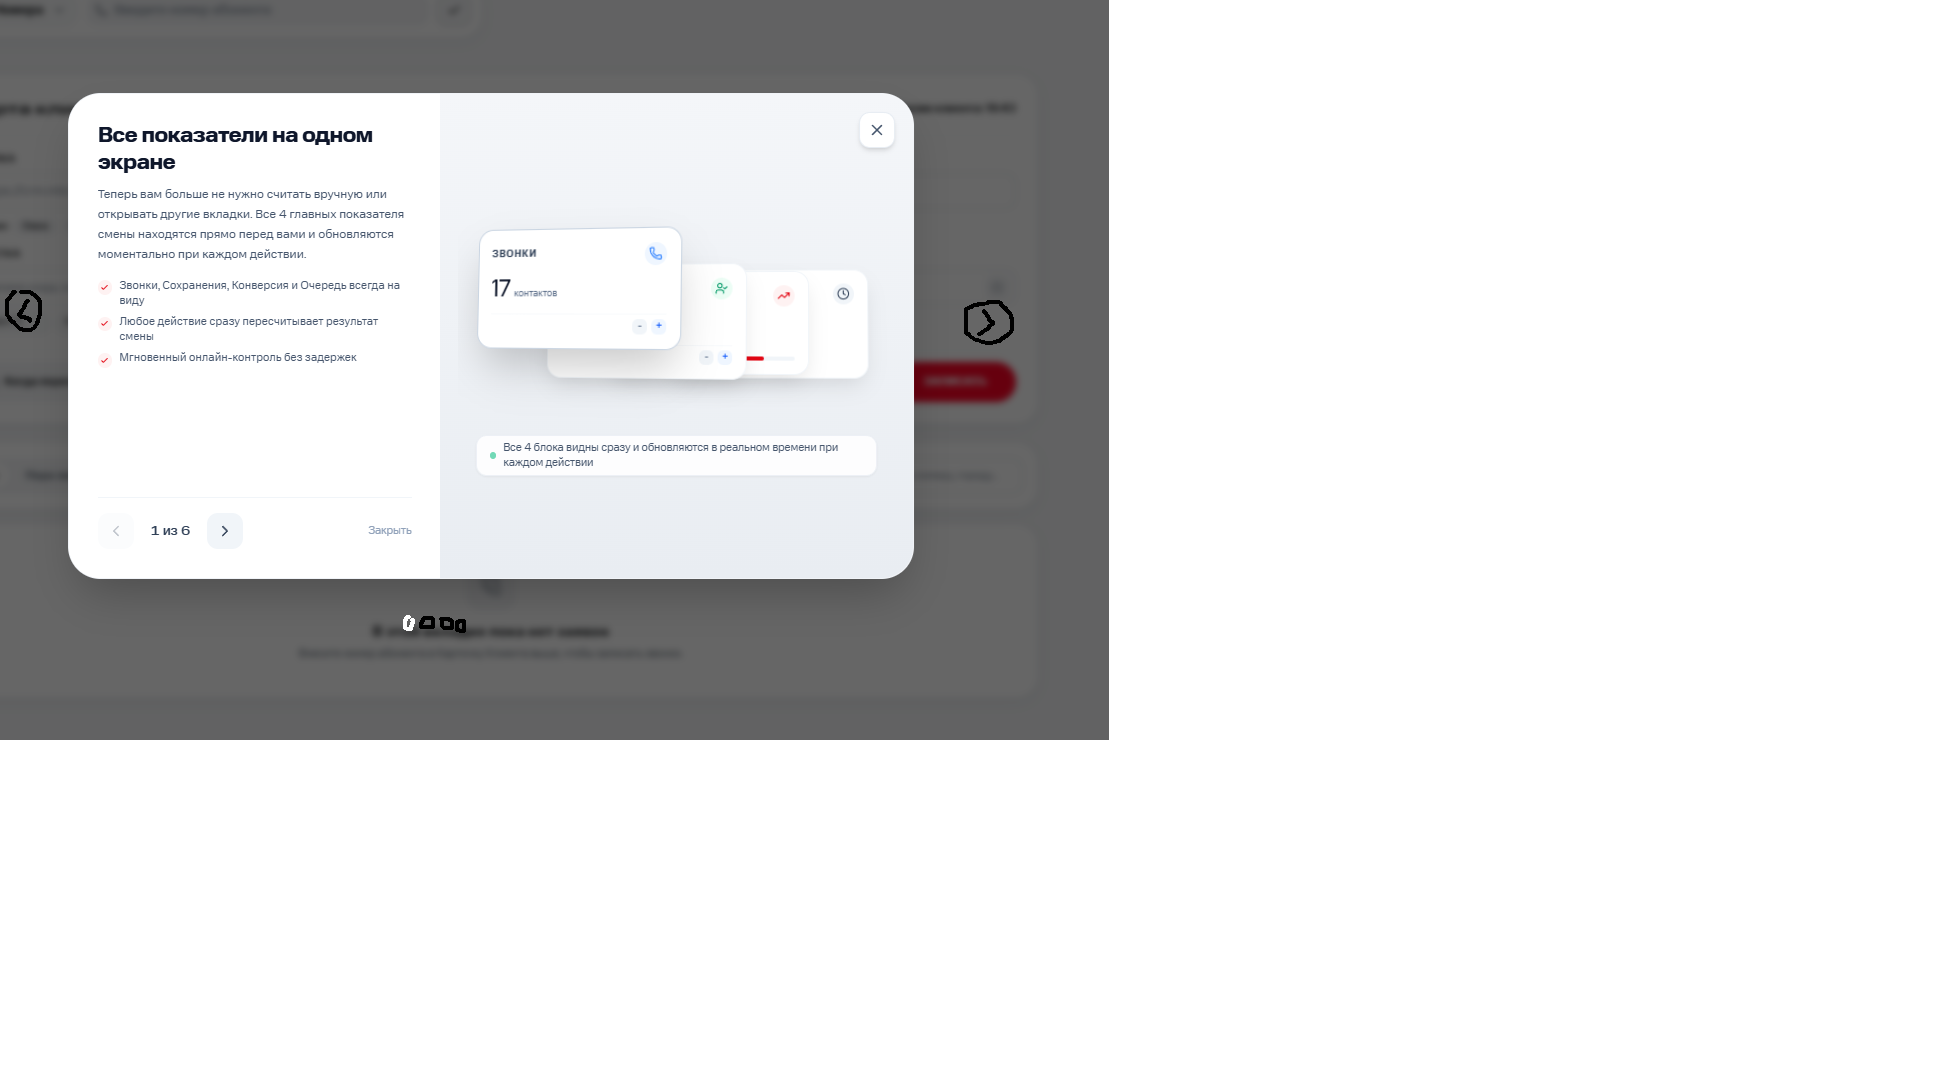 Все показатели на одном
экране
Теперь вам больше не нужно считать вручную или
открывать другие вкладки. Все 4 главных показателя
смены находятся прямо перед вами и обновляются
моментально при каждом действии.
Звонки, Сохранения, Конверсия и Очередь всегда на
виду
Любое действие сразу пересчитывает результат
смены
Мгновенный онлайн-контроль без задержек
1 из 6
Закрыть
ЗВОНКИ
17 контактов
- +
- +
Все 4 блока видны сразу и обновляются в реальном времени при
каждом действии